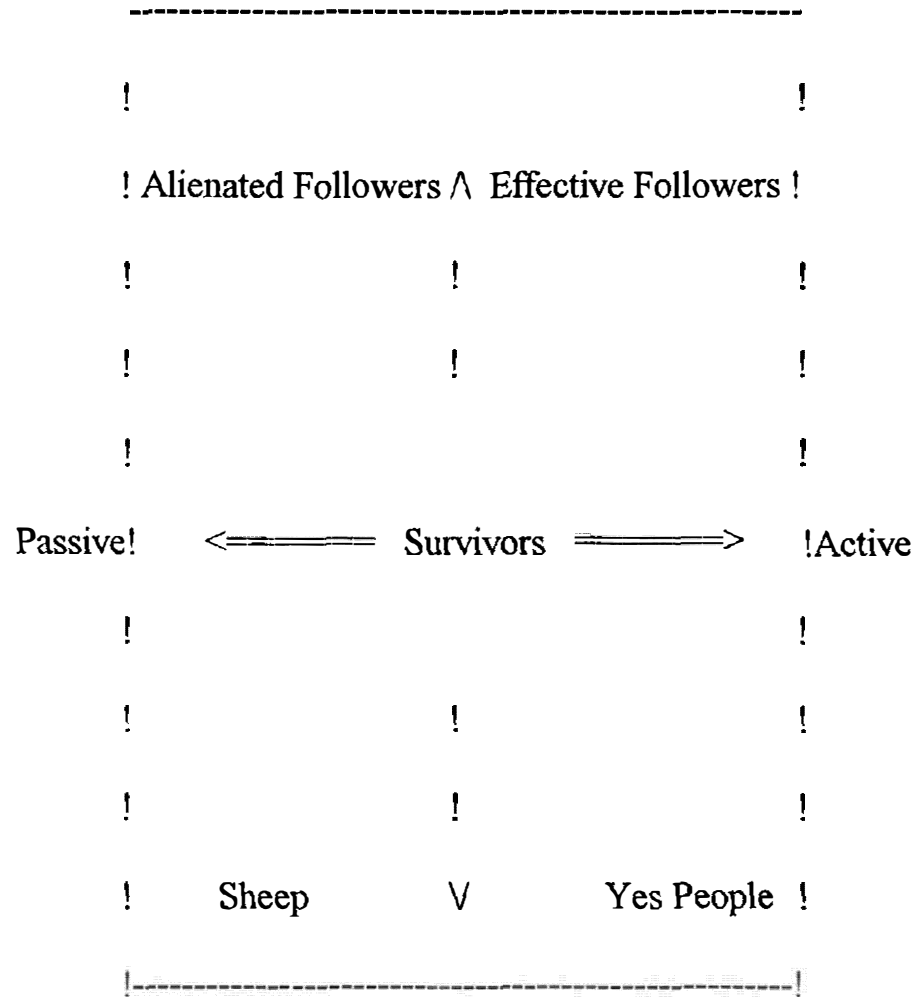 --------------------------------------------------
! !
! Alienated Followers /\ Effective Followers !
! ! !
! ! !
! !
Passive! <====== Survivors ======> !Active
! !
! ! !
! ! !
! Sheep \/ Yes People !
!--------------------------------------------------!